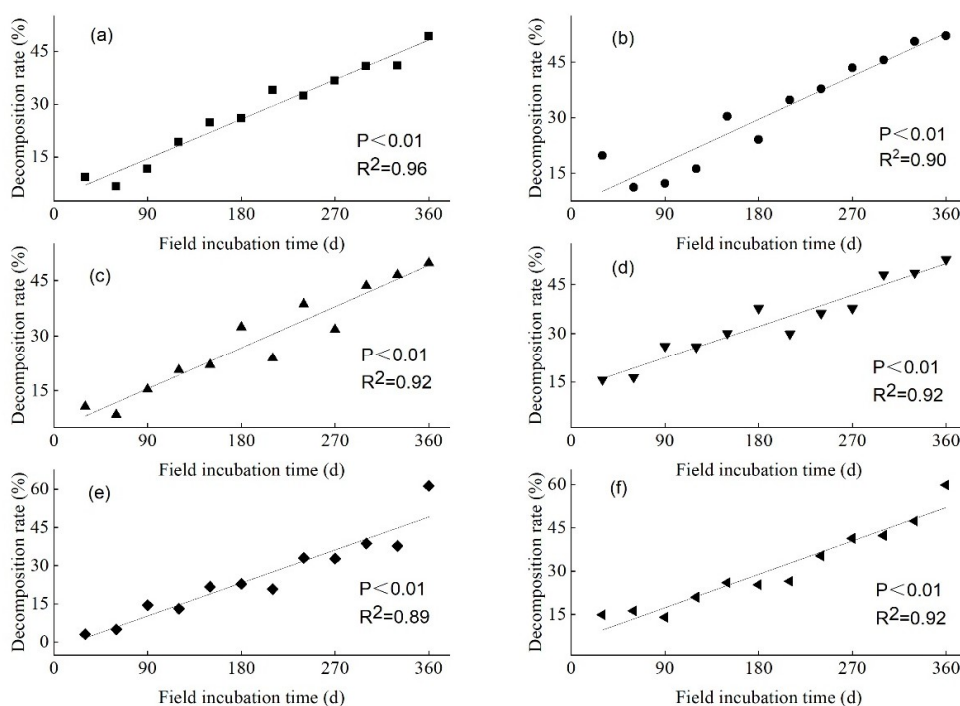 (a)
Decomposition rate (%)
45
30
15
P<0.01
R²=0.96
0 90 180 270 360
Field incubation time (d)
(b)
Decomposition rate (%)
45
30
15
P<0.01
R²=0.90
0 90 180 270 360
Field incubation time (d)
(c)
Decomposition rate (%)
45
30
15
P<0.01
R²=0.92
0 90 180 270 360
Field incubation time (d)
(d)
Decomposition rate (%)
45
30
15
P<0.01
R²=0.92
0 90 180 270 360
Field incubation time (d)
(e)
Decomposition rate (%)
60
45
30
15
0
P<0.01
R²=0.89
0 90 180 270 360
Field incubation time (d)
(f)
Decomposition rate (%)
60
45
30
15
P<0.01
R²=0.92
0 90 180 270 360
Field incubation time (d)